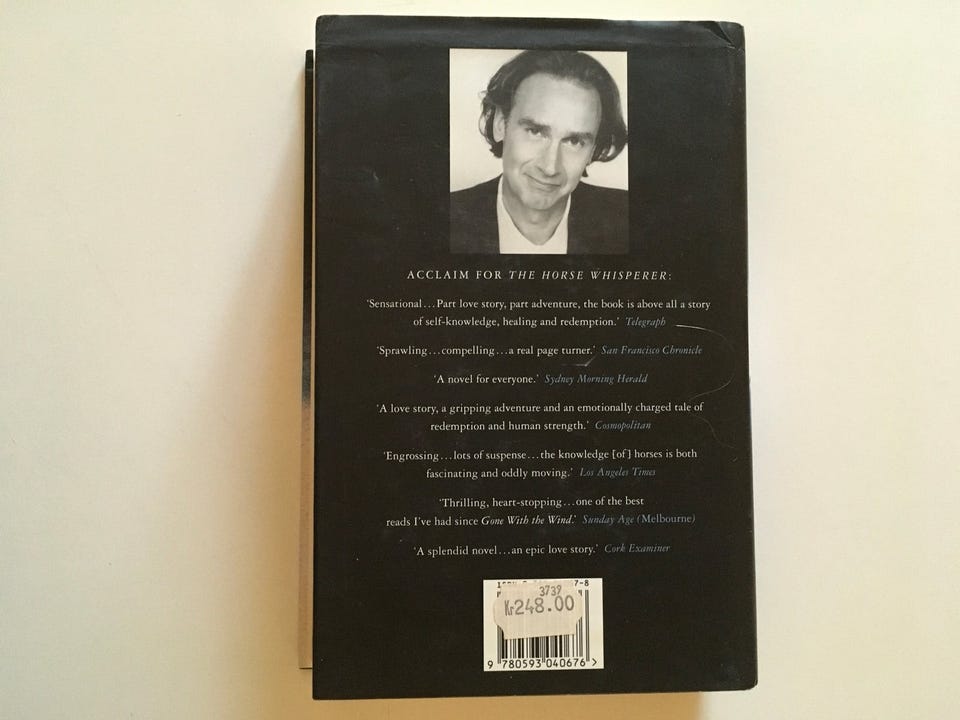 ACCLAIM FOR THE HORSE WHISPERER:
'Sensational...Part love story, part adventure, the book is above all a story
of self-knowledge, healing and redemption.' Telegraph
'Sprawling...compelling...a real page turner.' San Francisco Chronicle
'A novel for everyone.' Sydney Morning Herald
'A love story, a gripping adventure and an emotionally charged tale of
redemption and human strength.' Cosmopolitan
'Engrossing...lots of suspense...the knowledge [of] horses is both
fascinating and oddly moving.' Los Angeles Times
'Thrilling, heart-stopping...one of the best
reads I've had since Gone With the Wind.' Sunday Age (Melbourne)
'A splendid novel...an epic love story.' Cork Examiner
7-8
3739
Kr248.00
9 780593 040676 >